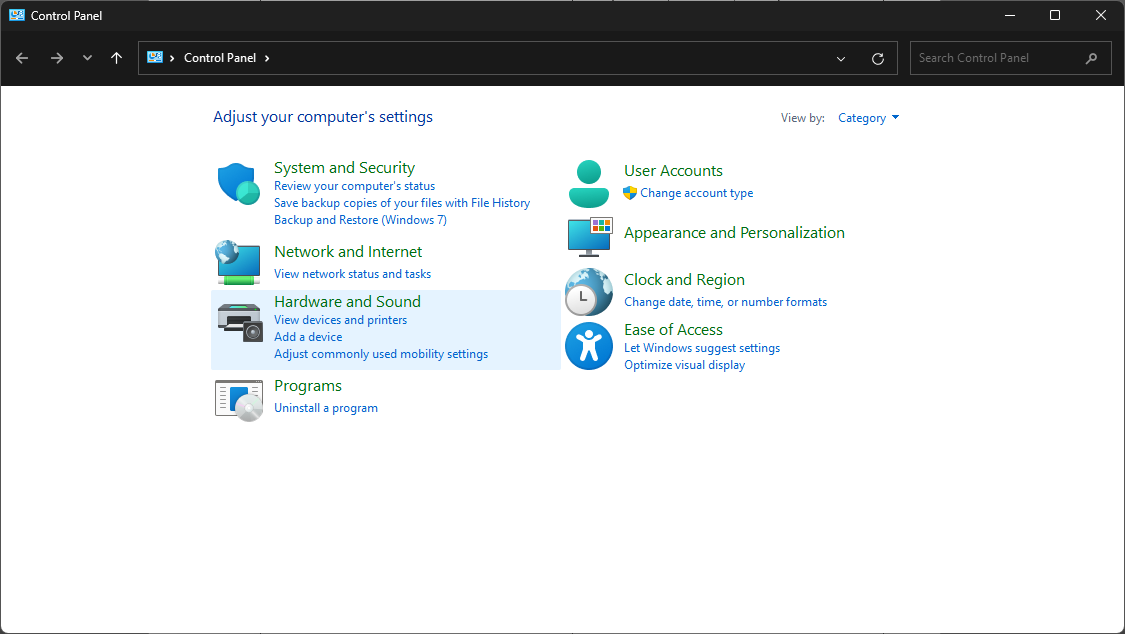 Control Panel
Control Panel
Search Control Panel
Adjust your computer's settings
View by: Category
System and Security
Review your computer's status
Save backup copies of your files with File History
Backup and Restore (Windows 7)
Network and Internet
View network status and tasks
Hardware and Sound
View devices and printers
Add a device
Adjust commonly used mobility settings
Programs
Uninstall a program
User Accounts
Change account type
Appearance and Personalization
Clock and Region
Change date, time, or number formats
Ease of Access
Let Windows suggest settings
Optimize visual display